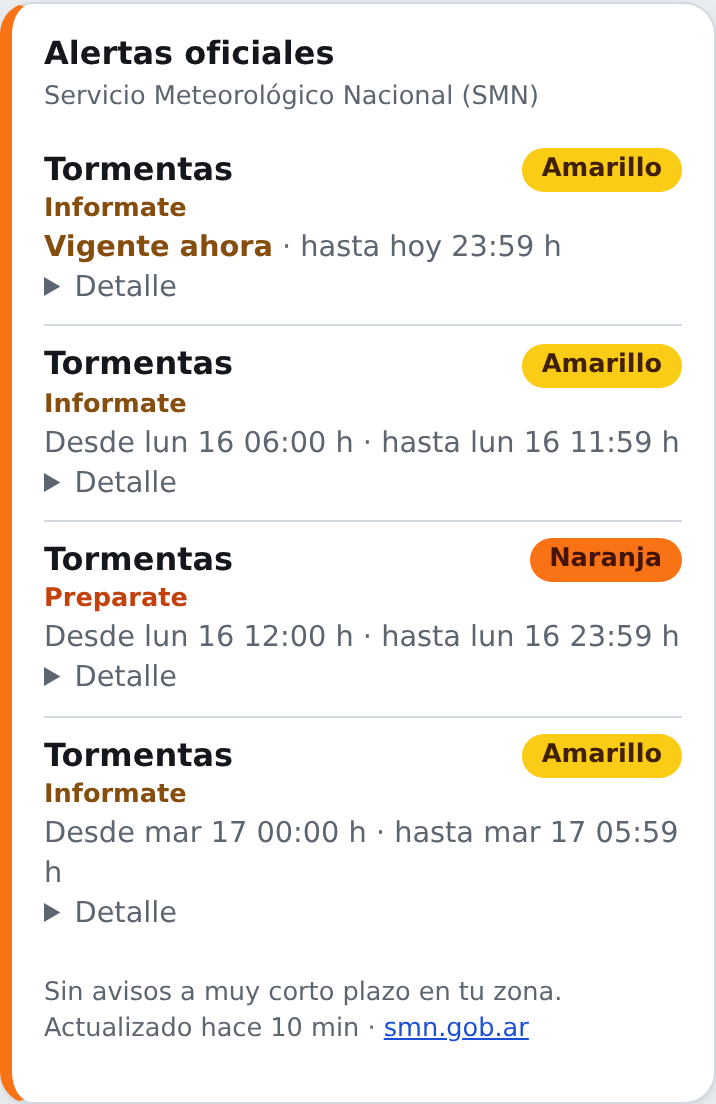 Alertas oficiales
Servicio Meteorológico Nacional (SMN)
Tormentas
Amarillo
Informate
Vigente ahora · hasta hoy 23:59 h
▶ Detalle
Tormentas
Amarillo
Informate
Desde lun 16 06:00 h · hasta lun 16 11:59 h
▶ Detalle
Tormentas
Naranja
Preparate
Desde lun 16 12:00 h · hasta lun 16 23:59 h
▶ Detalle
Tormentas
Amarillo
Informate
Desde mar 17 00:00 h · hasta mar 17 05:59
h
▶ Detalle
Sin avisos a muy corto plazo en tu zona.
Actualizado hace 10 min · smn.gob.ar